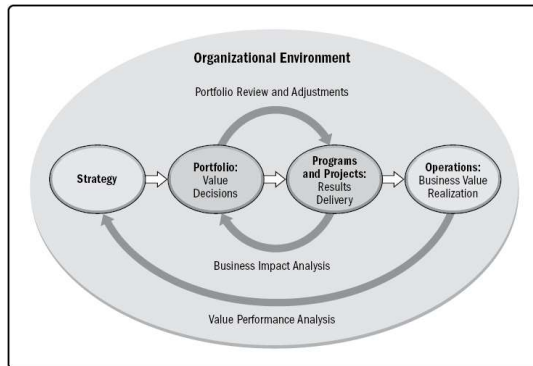 Organizational Environment
Portfolio Review and Adjustments
Strategy
Portfolio:
Value
Decisions
Programs
and Projects:
Results
Delivery
Operations:
Business Value
Realization
Business Impact Analysis
Value Performance Analysis